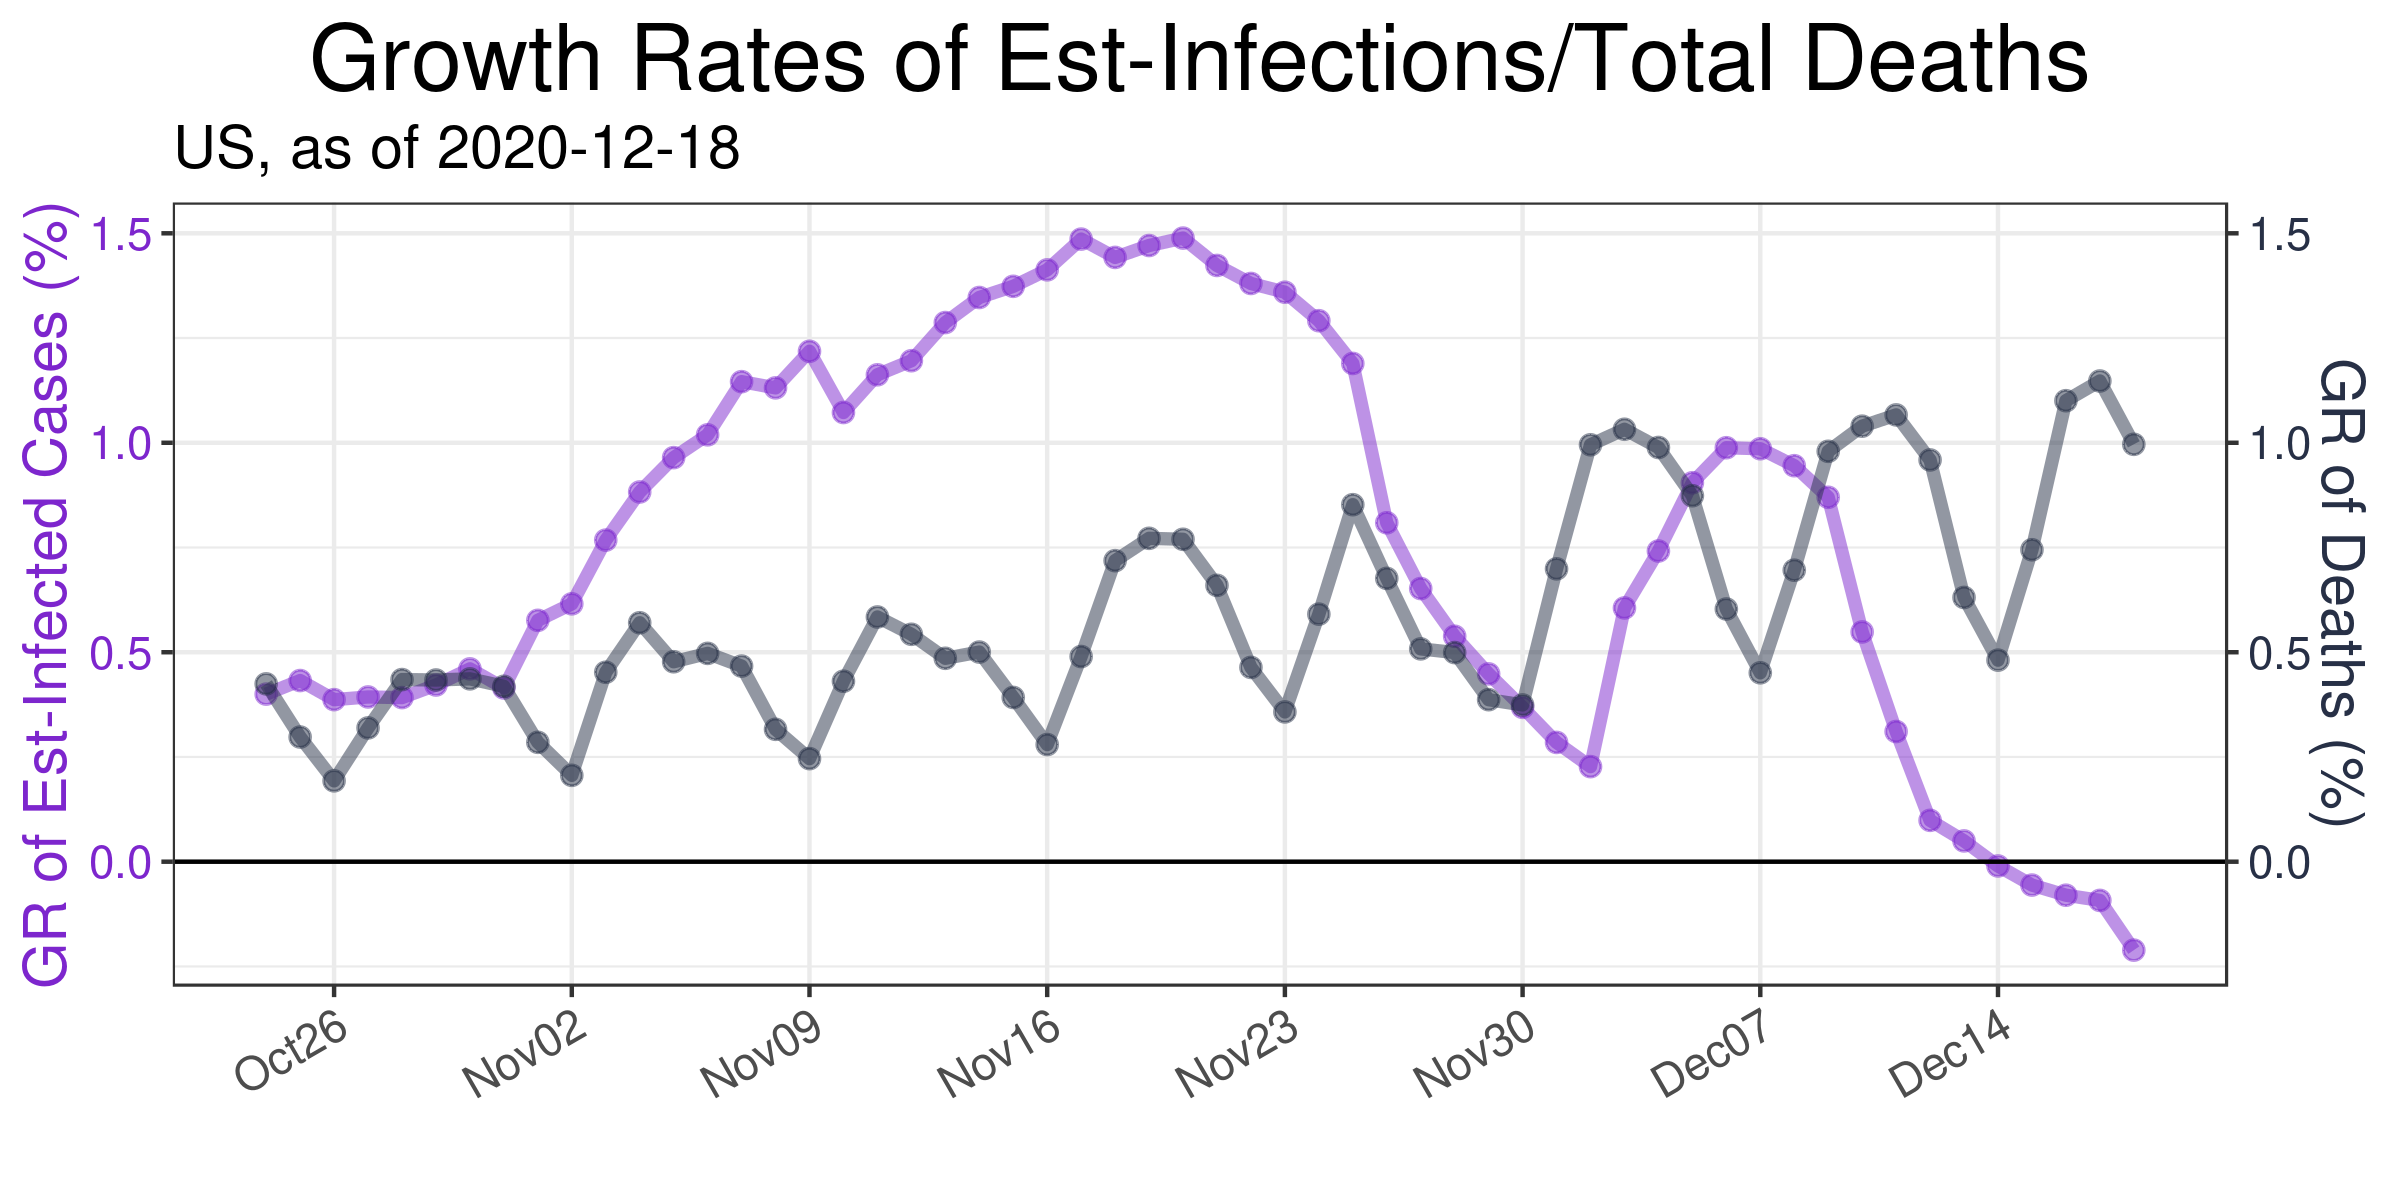 Growth Rates of Est-Infections/Total Deaths
US, as of 2020-12-18
GR of Est-Infected Cases (%)
1.5
1.0
0.5
0.0
1.5
1.0
0.5
0.0
GR of Deaths (%)
Oct26
Nov02
Nov09
Nov16
Nov23
Nov30
Dec07
Dec14